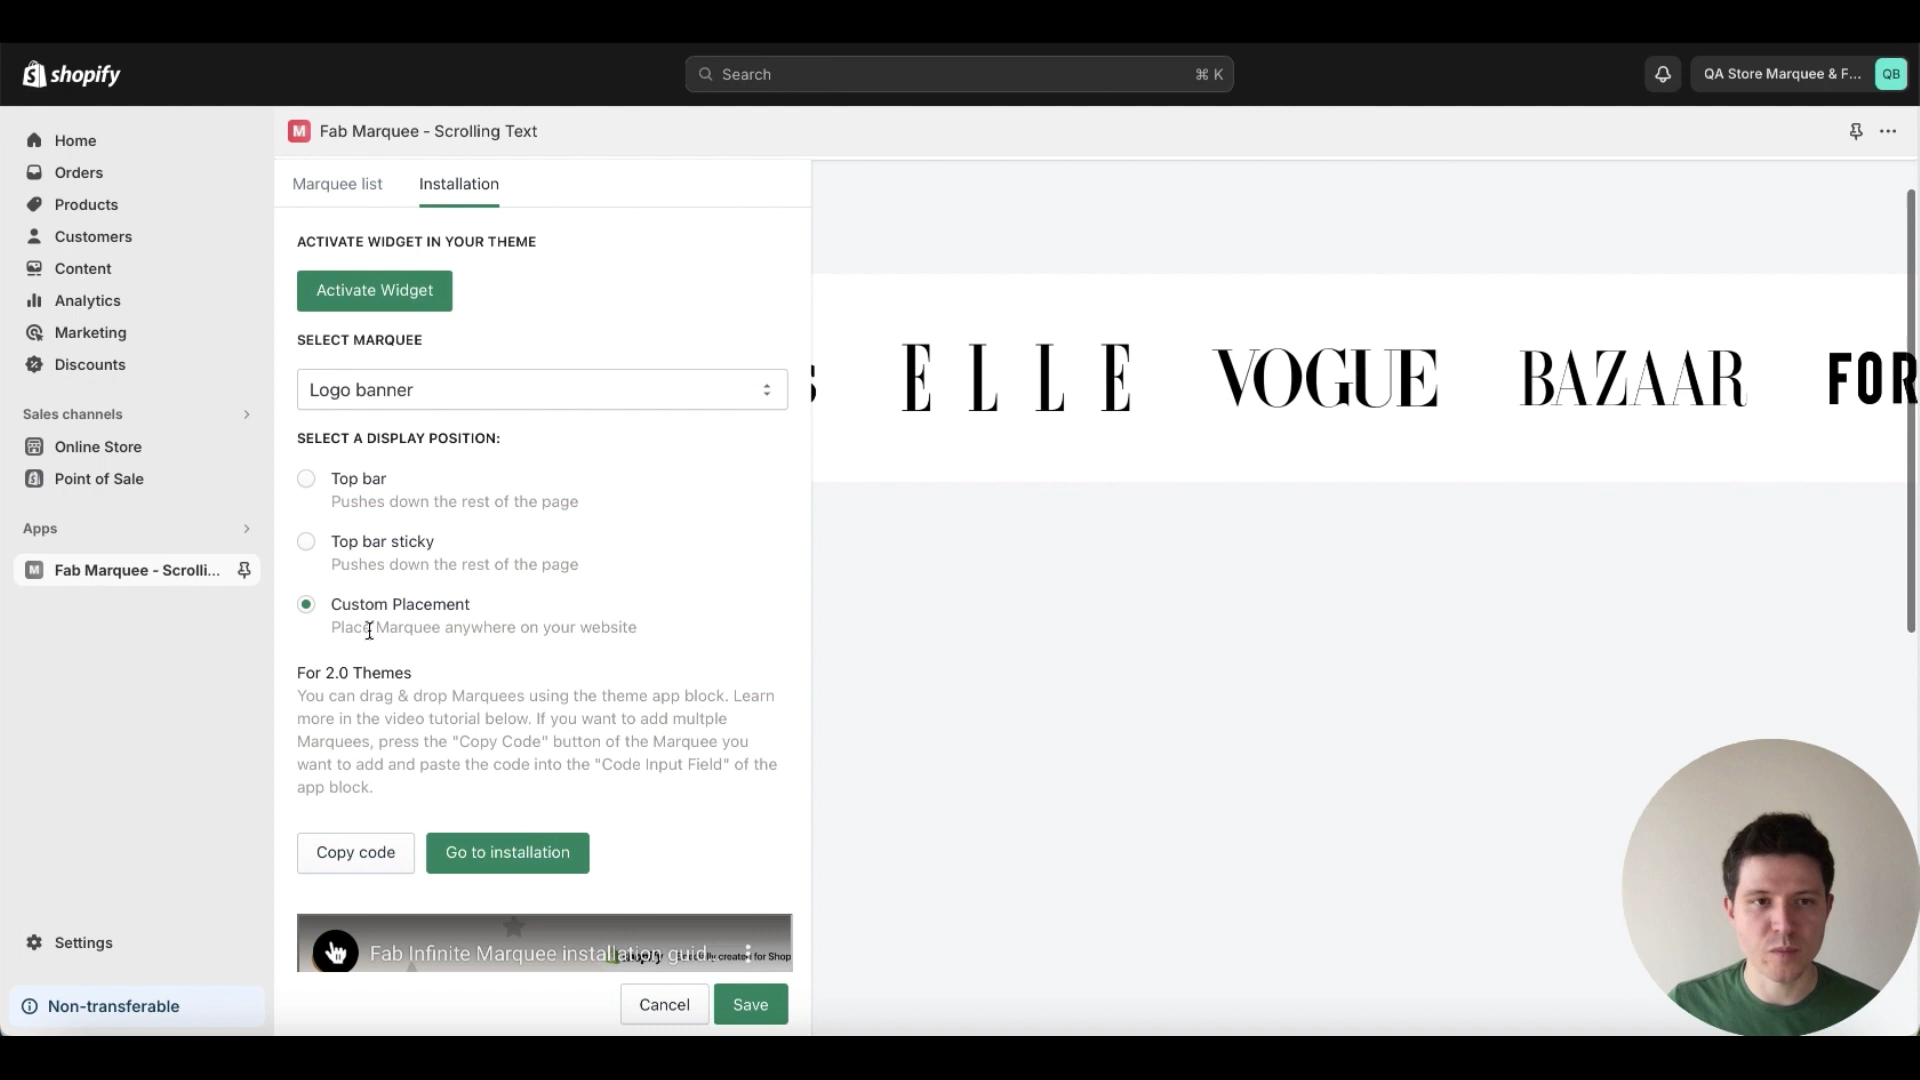 shopify
Search
⌘ K
QA Store Marquee & F...
QB
Home
Orders
Products
Customers
Content
Analytics
Marketing
Discounts
Sales channels
Online Store
Point of Sale
Apps
M
Fab Marquee - Scrolli...
Settings
Non-transferable
M
Fab Marquee - Scrolling Text
Marquee list
Installation
ACTIVATE WIDGET IN YOUR THEME
Activate Widget
SELECT MARQUEE
Logo banner
SELECT A DISPLAY POSITION:
Top bar
Pushes down the rest of the page
Top bar sticky
Pushes down the rest of the page
Custom Placement
Place Marquee anywhere on your website
For 2.0 Themes
You can drag & drop Marquees using the theme app block. Learn
more in the video tutorial below. If you want to add multple
Marquees, press the "Copy Code" button of the Marquee you
want to add and paste the code into the "Code Input Field" of the
app block.
Copy code
Go to installation
Fab Infinite Marquee installation guid...
Cancel
Save
ELLE
VOGUE
BAZAAR
FOR